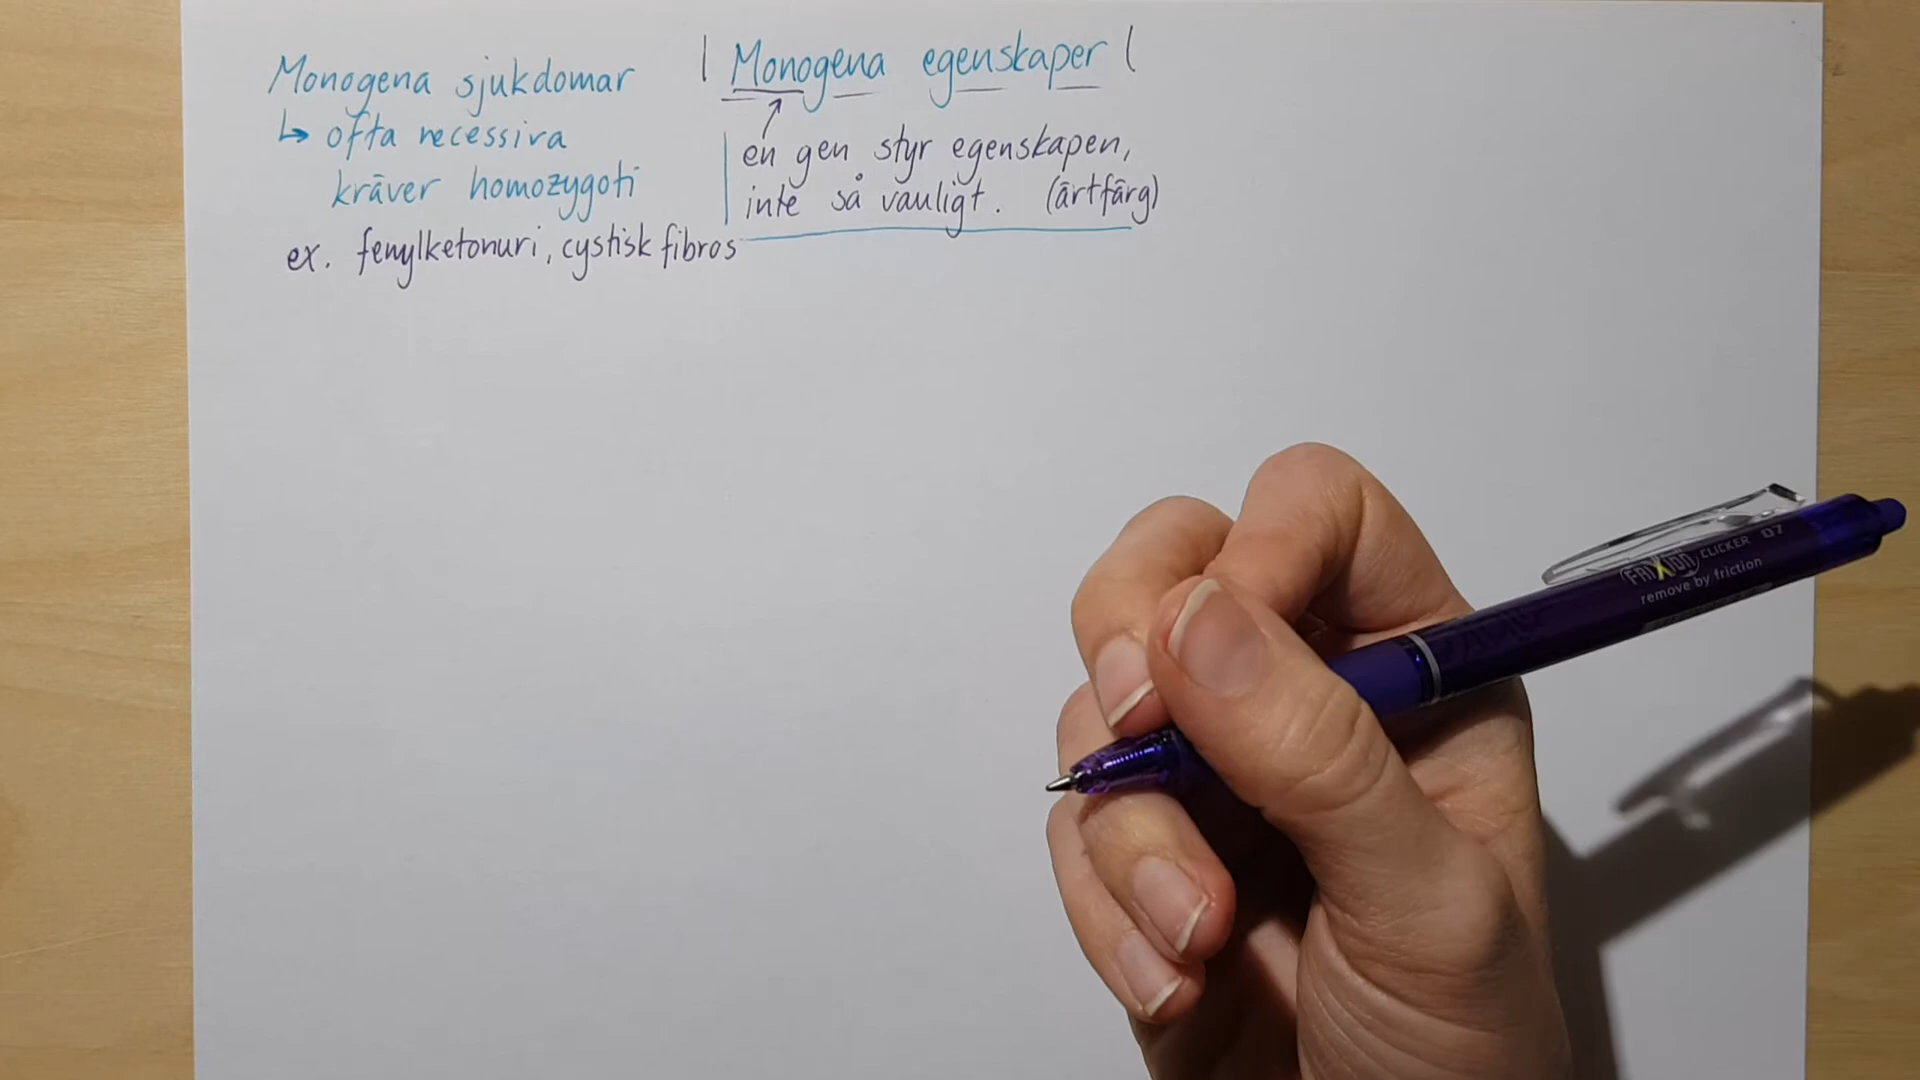 Monogena sjukdomar
↳ ofta recessiva
kräver homozygoti
ex. fenylketonuri, cystisk fibros
Monogena egenskaper
en gen styr egenskapen,
inte så vanligt. (ärtfärg)
FRIXION CLICKER 07
remove by friction